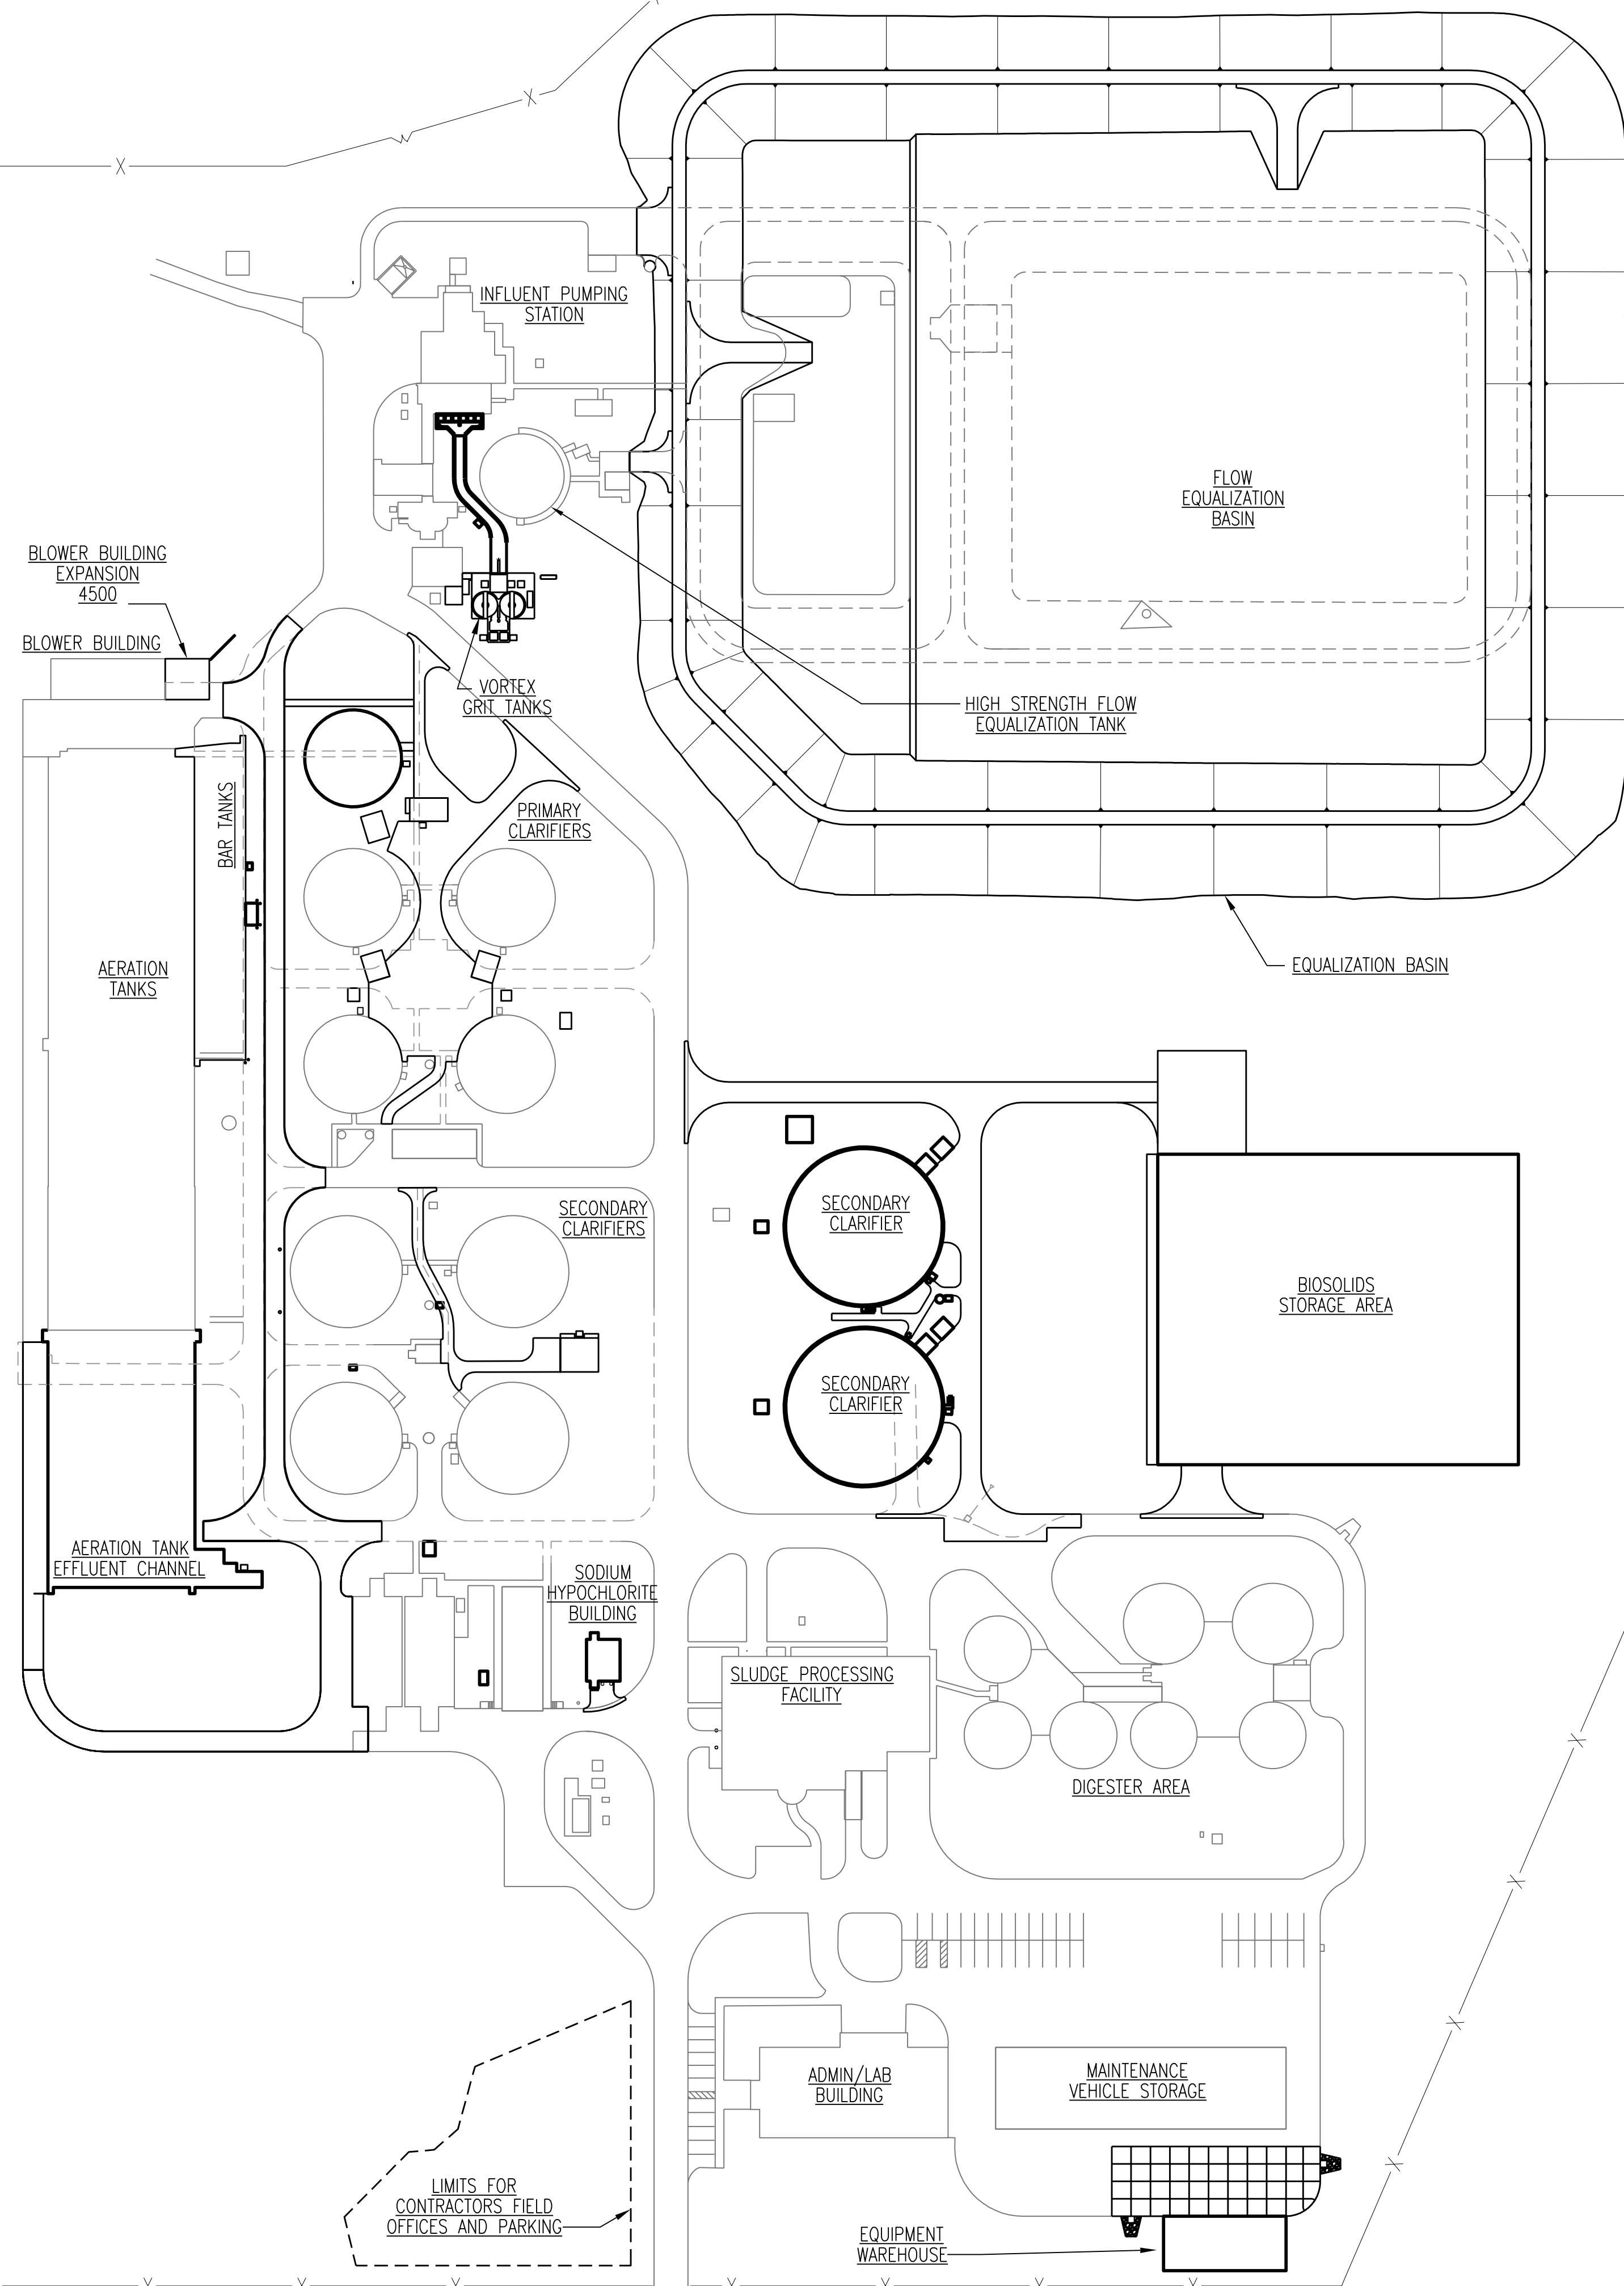 INFLUENT PUMPING
STATION
FLOW
EQUALIZATION
BASIN
BLOWER BUILDING
EXPANSION
4500
BLOWER BUILDING
VORTEX
GRIT TANKS
HIGH STRENGTH FLOW
EQUALIZATION TANK
BAR TANKS
PRIMARY
CLARIFIERS
AERATION
TANKS
EQUALIZATION BASIN
SECONDARY
CLARIFIERS
SECONDARY
CLARIFIER
BIOSOLIDS
STORAGE AREA
SECONDARY
CLARIFIER
AERATION TANK
EFFLUENT CHANNEL
SODIUM
HYPOCHLORITE
BUILDING
SLUDGE PROCESSING
FACILITY
DIGESTER AREA
ADMIN/LAB
BUILDING
MAINTENANCE
VEHICLE STORAGE
LIMITS FOR
CONTRACTORS FIELD
OFFICES AND PARKING
EQUIPMENT
WAREHOUSE